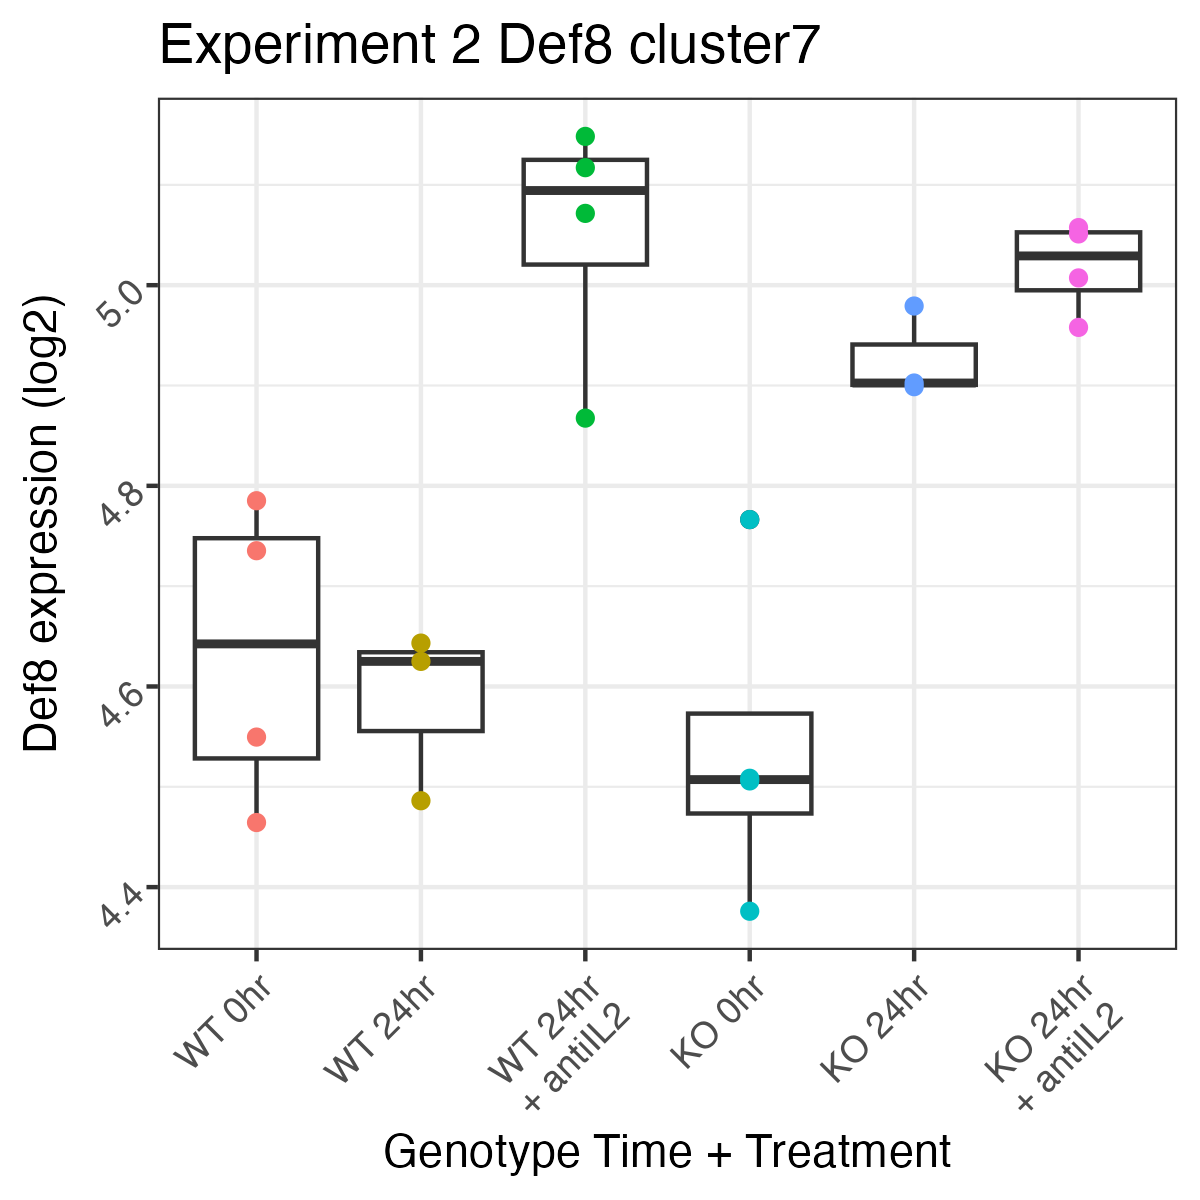 Experiment 2 Def8 cluster7
Def8 expression (log2)
5.0
4.8
4.6
4.4
WT 0hr
WT 24hr
WT 24hr
+ antiIL2
KO 0hr
KO 24hr
KO 24hr
+ antiIL2
Genotype Time + Treatment